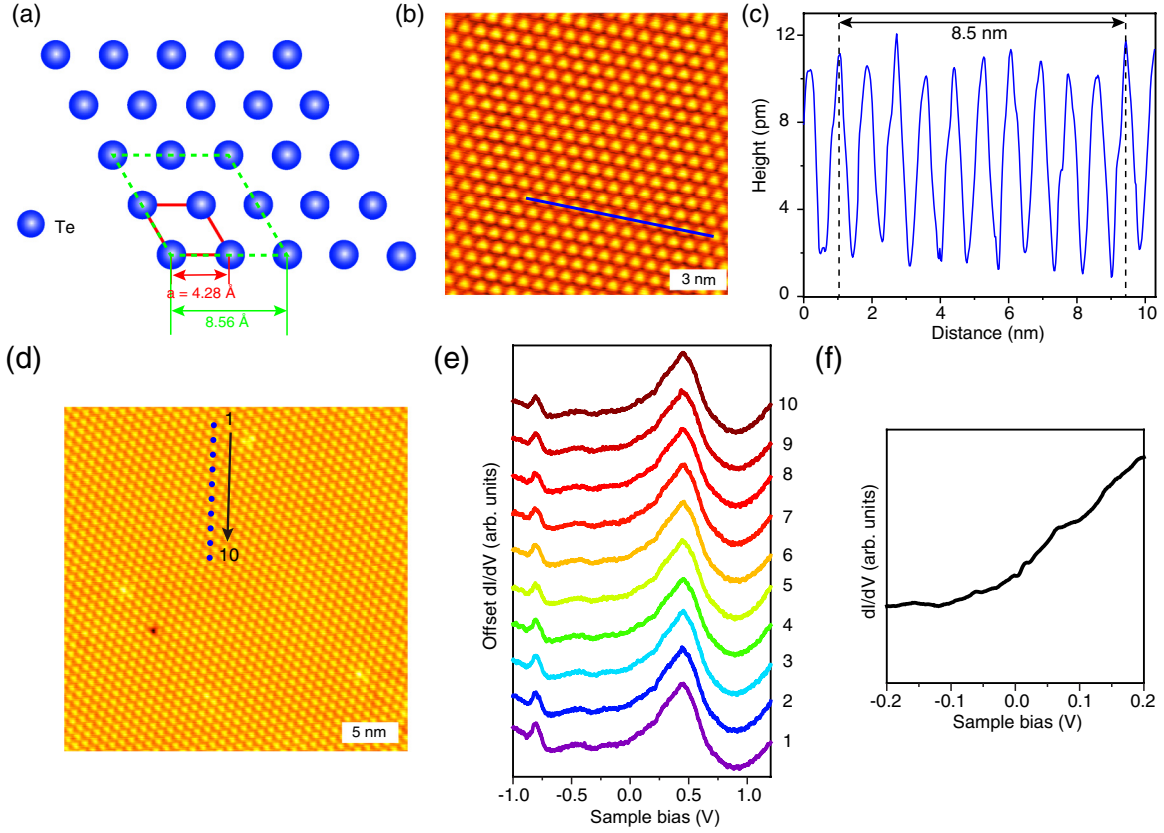 (a)
Te
a = 4.28 Å
8.56 Å
(b)
3 nm
(c)
8.5 nm
12
8
4
0
Height (pm)
0 2 4 6 8 10
Distance (nm)
(d)
1
10
5 nm
(e)
Offset dI/dV (arb. units)
10
9
8
7
6
5
4
3
2
1
-1.0 -0.5 0.0 0.5 1.0
Sample bias (V)
(f)
dI/dV (arb. units)
-0.2 -0.1 0.0 0.1 0.2
Sample bias (V)